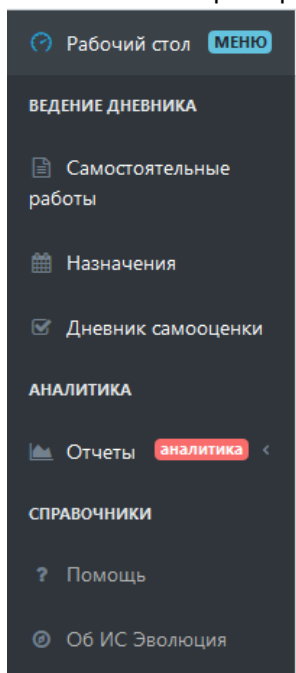 Рабочий стол МЕНЮ
ВЕДЕНИЕ ДНЕВНИКА
Самостоятельные
работы
Назначения
Дневник самооценки
АНАЛИТИКА
Отчеты аналитика
СПРАВОЧНИКИ
Помощь
Об ИС Эволюция